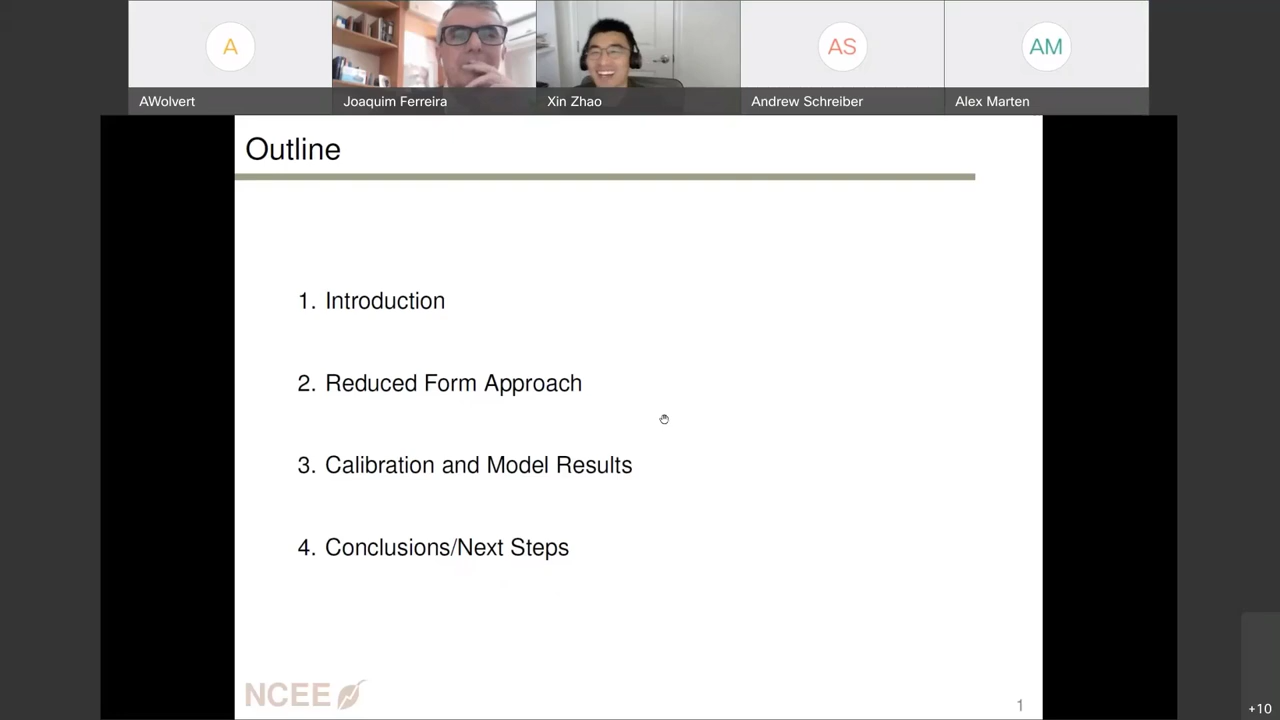 A
AS
AM
AWolvert
Joaquim Ferreira
Xin Zhao
Andrew Schreiber
Alex Marten
Outline
1. Introduction
2. Reduced Form Approach
3. Calibration and Model Results
4. Conclusions/Next Steps
NCEE
1
+10